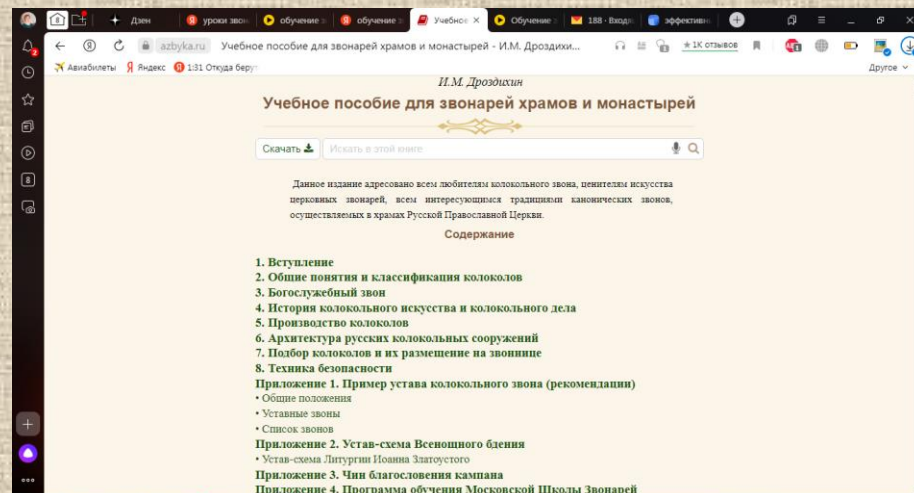 Дзен
уроки звон
обучение
обучение
Учебное
Обучение
188 · Входя
эффективн
azbyka.ru Учебное пособие для звонарей храмов и монастырей - И.М. Дроздихи... ★ 1К отзывов
Авиабилеты Яндекс 1:31 Откуда беру
Другое
И.М. Дроздихин
Учебное пособие для звонарей храмов и монастырей
Скачать Искать в этой книге
Данное издание адресовано всем любителям колокольного звона, ценителям искусства
церковных звонарей, всем интересующимся традициями канонических звонов,
осуществляемых в храмах Русской Православной Церкви.
Содержание
1. Вступление
2. Общие понятия и классификация колоколов
3. Богослужебный звон
4. История колокольного искусства и колокольного дела
5. Производство колоколов
6. Архитектура русских колокольных сооружений
7. Подбор колоколов и их размещение на звоннице
8. Техника безопасности
Приложение 1. Пример устава колокольного звона (рекомендации)
• Общие положения
• Уставные звоны
• Список звонов
Приложение 2. Устав-схема Всенощного бдения
• Устав-схема Литургии Иоанна Златоустого
Приложение 3. Чин благословения кампана
Приложение 4. Программа обучения Московской Школы Звонарей